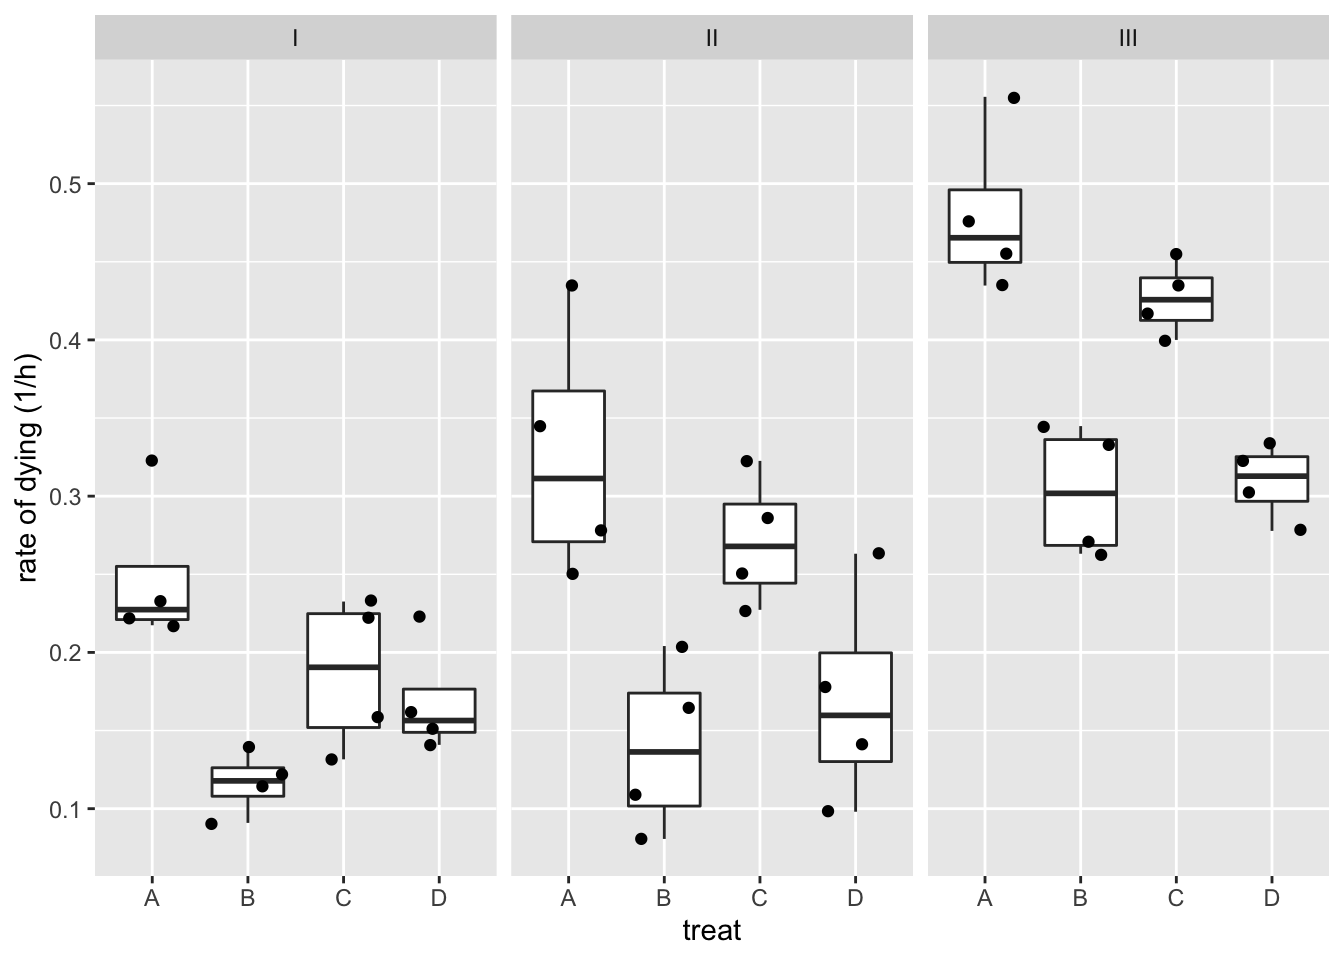 I II III
rate of dying (1/h)
0.5
0.4
0.3
0.2
0.1
A B C D A B C D A B C D
treat